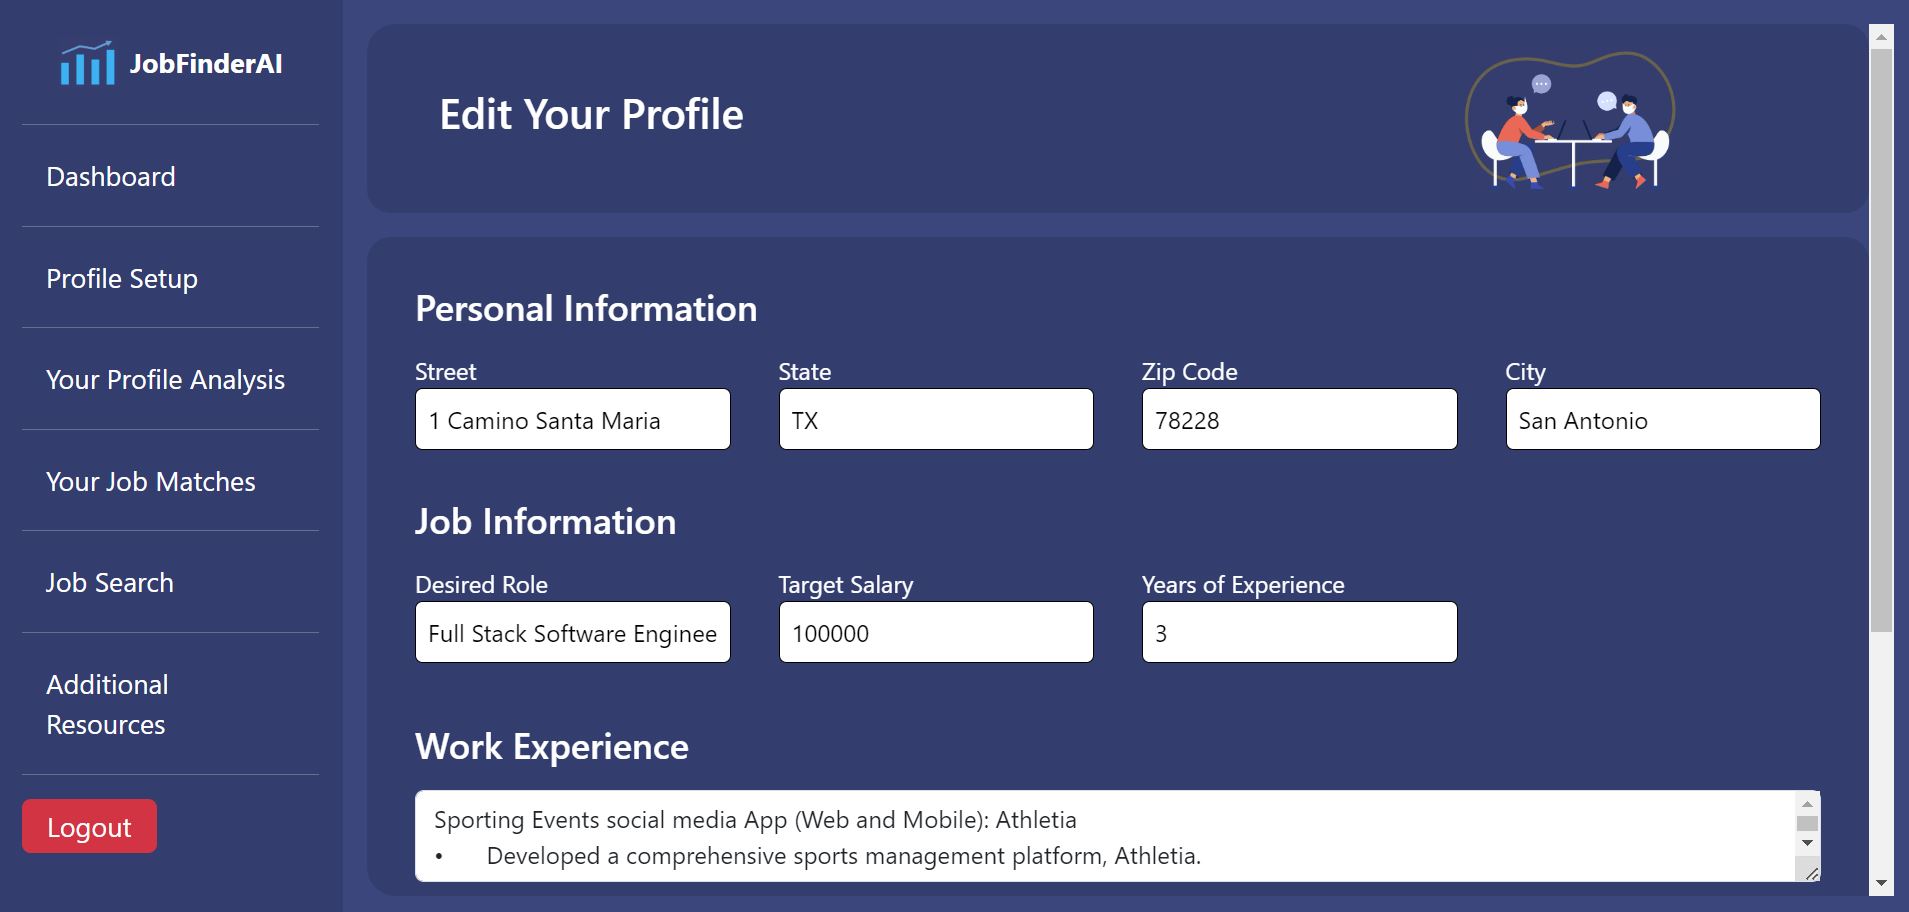 JobFinderAI
Dashboard
Profile Setup
Your Profile Analysis
Your Job Matches
Job Search
Additional
Resources
Logout
Edit Your Profile
Personal Information
Street
State
Zip Code
City
1 Camino Santa Maria
TX
78228
San Antonio
Job Information
Desired Role
Target Salary
Years of Experience
Full Stack Software Enginee
100000
3
Work Experience
Sporting Events social media App (Web and Mobile): Athletia
• Developed a comprehensive sports management platform, Athletia.